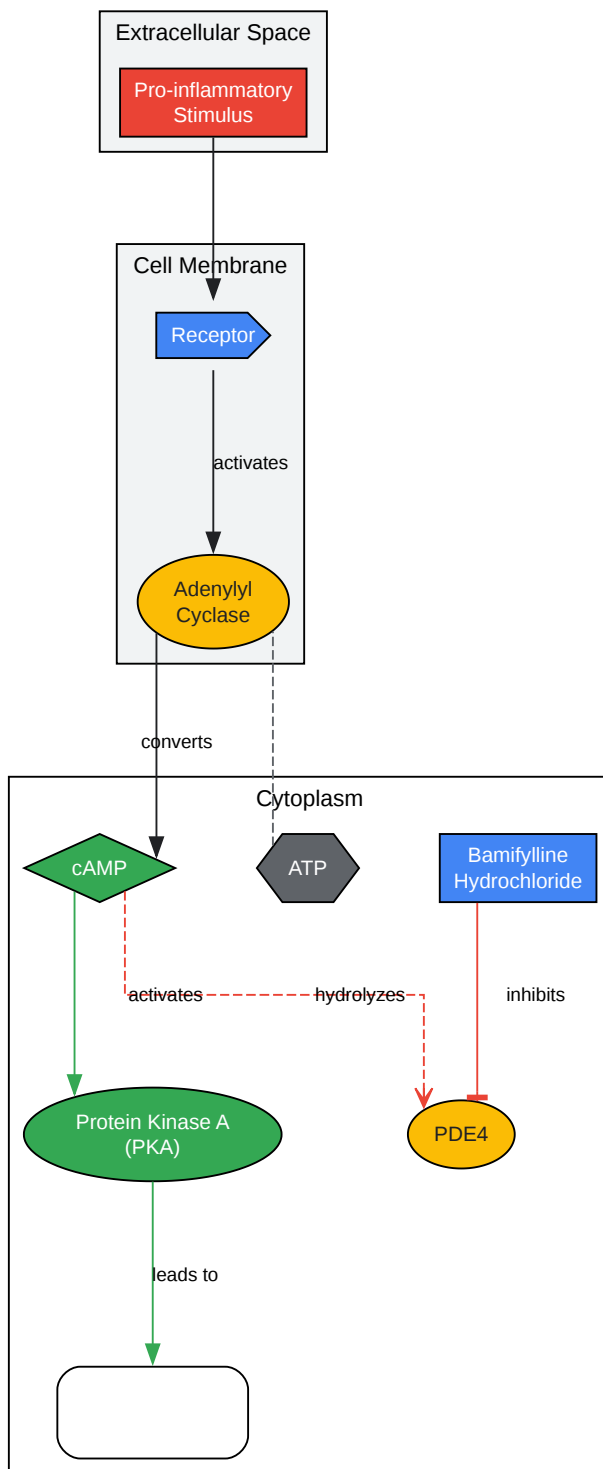 Extracellular Space
Pro-inflammatory
Stimulus
Cell Membrane
Receptor
activates
Adenylyl
Cyclase
converts
Cytoplasm
cAMP
ATP
Bamifylline
Hydrochloride
activates
hydrolyzes
inhibits
Protein Kinase A
(PKA)
PDE4
leads to